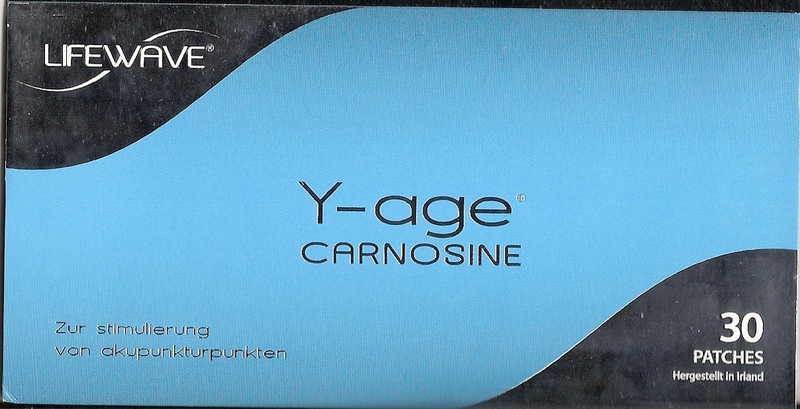 LIFEWAVE®
Y-age®
CARNOSINE
Zur stimulierung
von akupunkturpunkten
30
PATCHES
Hergestellt in Irland